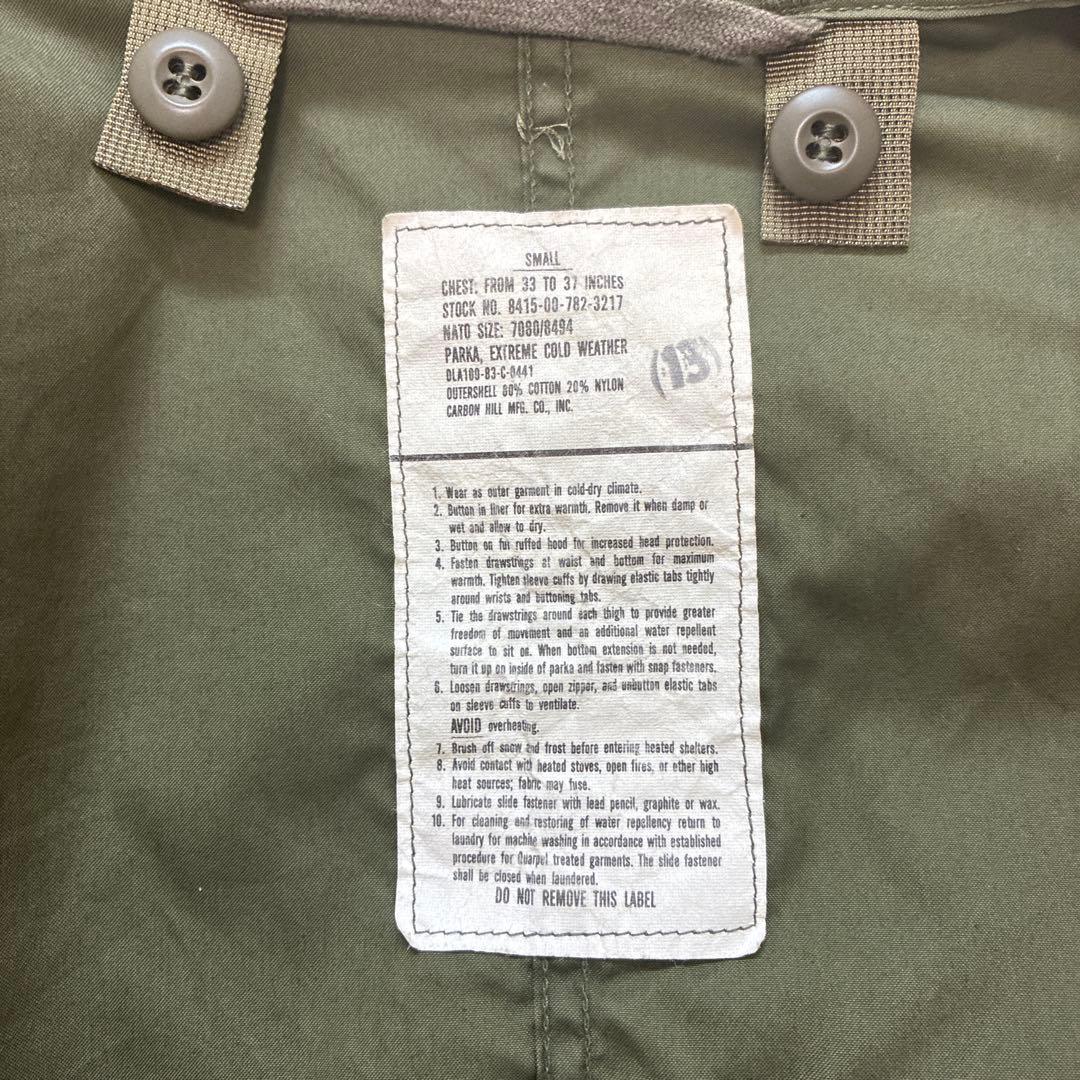 SMALL
CHEST: FROM 33 TO 37 INCHES
STOCK NO. 8415-00-782-3217
NATO SIZE: 7080/8494
PARKA, EXTREME COLD WEATHER
DLA100-83-C-0441
OUTERSHELL 80% COTTON 20% NYLON
CARBON HILL MFG. CO., INC.
(13)
1. Wear as outer garment in cold-dry climate.
2. Button in liner for extra warmth. Remove it when damp or
wet and allow to dry.
3. Button on fur ruffed hood for increased head protection.
4. Fasten drawstrings at waist and bottom for maximum
warmth. Tighten sleeve cuffs by drawing elastic tabs tightly
around wrists and buttoning tabs.
5. Tie the drawstrings around each thigh to provide greater
freedom of movement and an additional water repellent
surface to sit on. When bottom extension is not needed,
turn it up on inside of parka and fasten with snap fasteners.
6. Loosen drawstrings, open zipper, and unbutton elastic tabs
on sleeve cuffs to ventilate.
AVOID overheating.
7. Brush off snow and frost before entering heated shelters.
8. Avoid contact with heated stoves, open fires, or other high
heat sources; fabric may fuse.
9. Lubricate slide fastener with lead pencil, graphite or wax.
10. For cleaning and restoring of water repellency return to
laundry for machine washing in accordance with established
procedure for Quarpel treated garments. The slide fastener
shall be closed when laundered.
DO NOT REMOVE THIS LABEL